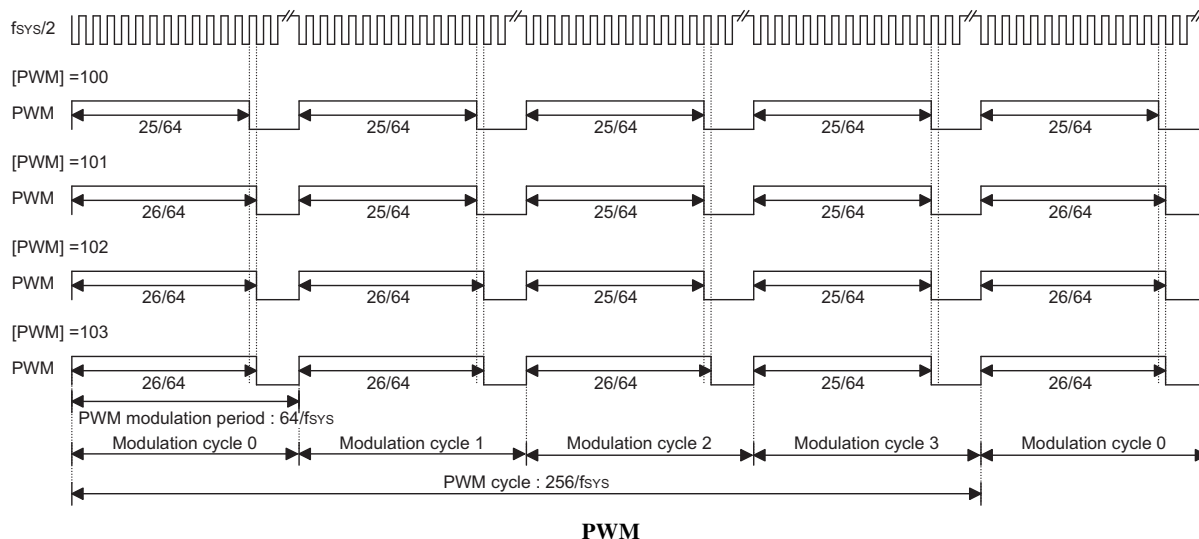 fSYS/2
[PWM] =100
PWM
25/64 25/64 25/64 25/64 25/64
[PWM] =101
PWM
26/64 25/64 25/64 25/64 26/64
[PWM] =102
PWM
26/64 26/64 25/64 25/64 26/64
[PWM] =103
PWM
26/64 26/64 26/64 25/64 26/64
PWM modulation period : 64/fSYS
Modulation cycle 0 Modulation cycle 1 Modulation cycle 2 Modulation cycle 3 Modulation cycle 0
PWM cycle : 256/fSYS
PWM